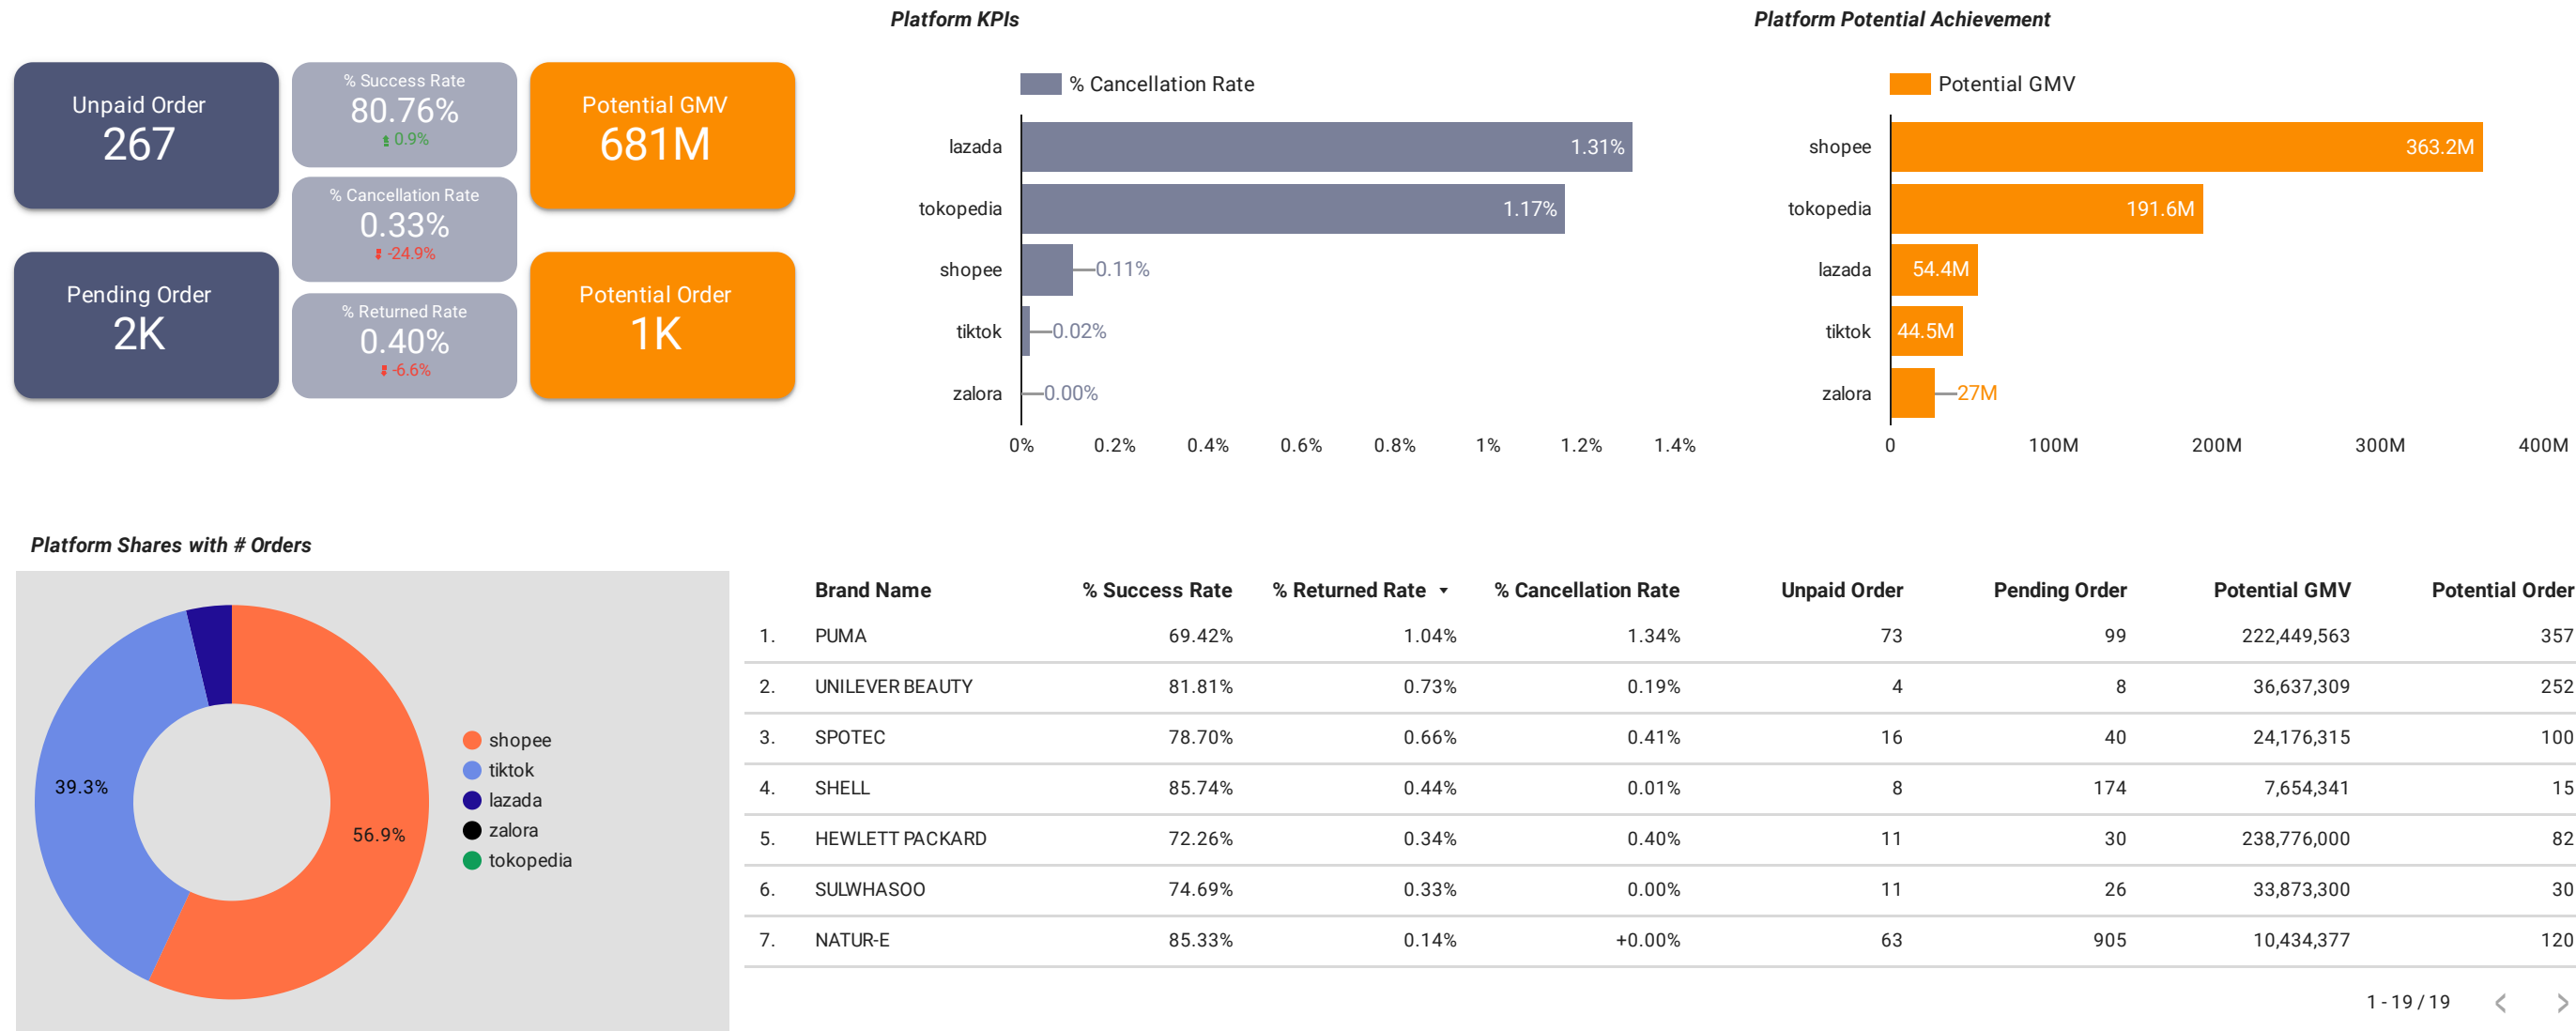 Platform KPIs
Platform Potential Achievement
Unpaid Order
267
% Success Rate
80.76%
0.9%
Potential GMV
681M
% Cancellation Rate
0.33%
-24.9%
Pending Order
2K
% Returned Rate
0.40%
-6.6%
Potential Order
1K
% Cancellation Rate
lazada 1.31%
tokopedia 1.17%
shopee 0.11%
tiktok 0.02%
zalora 0.00%
0% 0.2% 0.4% 0.6% 0.8% 1% 1.2% 1.4%
Potential GMV
shopee 363.2M
tokopedia 191.6M
lazada 54.4M
tiktok 44.5M
zalora 27M
0 100M 200M 300M 400M
Platform Shares with # Orders
39.3%
56.9%
shopee
tiktok
lazada
zalora
tokopedia
Brand Name % Success Rate % Returned Rate % Cancellation Rate Unpaid Order Pending Order Potential GMV Potential Order
1. PUMA 69.42% 1.04% 1.34% 73 99 222,449,563 357
2. UNILEVER BEAUTY 81.81% 0.73% 0.19% 4 8 36,637,309 252
3. SPOTEC 78.70% 0.66% 0.41% 16 40 24,176,315 100
4. SHELL 85.74% 0.44% 0.01% 8 174 7,654,341 15
5. HEWLETT PACKARD 72.26% 0.34% 0.40% 11 30 238,776,000 82
6. SULWHASOO 74.69% 0.33% 0.00% 11 26 33,873,300 30
7. NATUR-E 85.33% 0.14% +0.00% 63 905 10,434,377 120
1 - 19 / 19